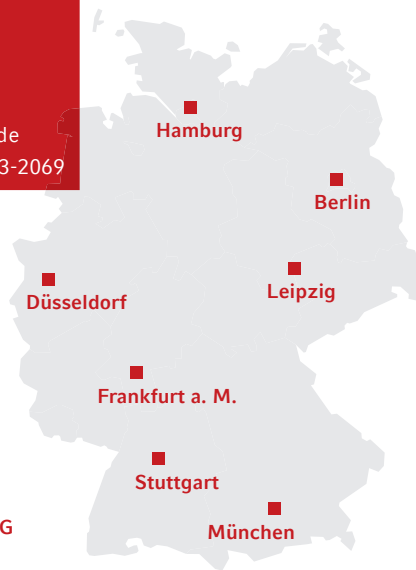 de
3-2069
Hamburg
Berlin
Leipzig
Düsseldorf
Frankfurt a. M.
Stuttgart
G
München